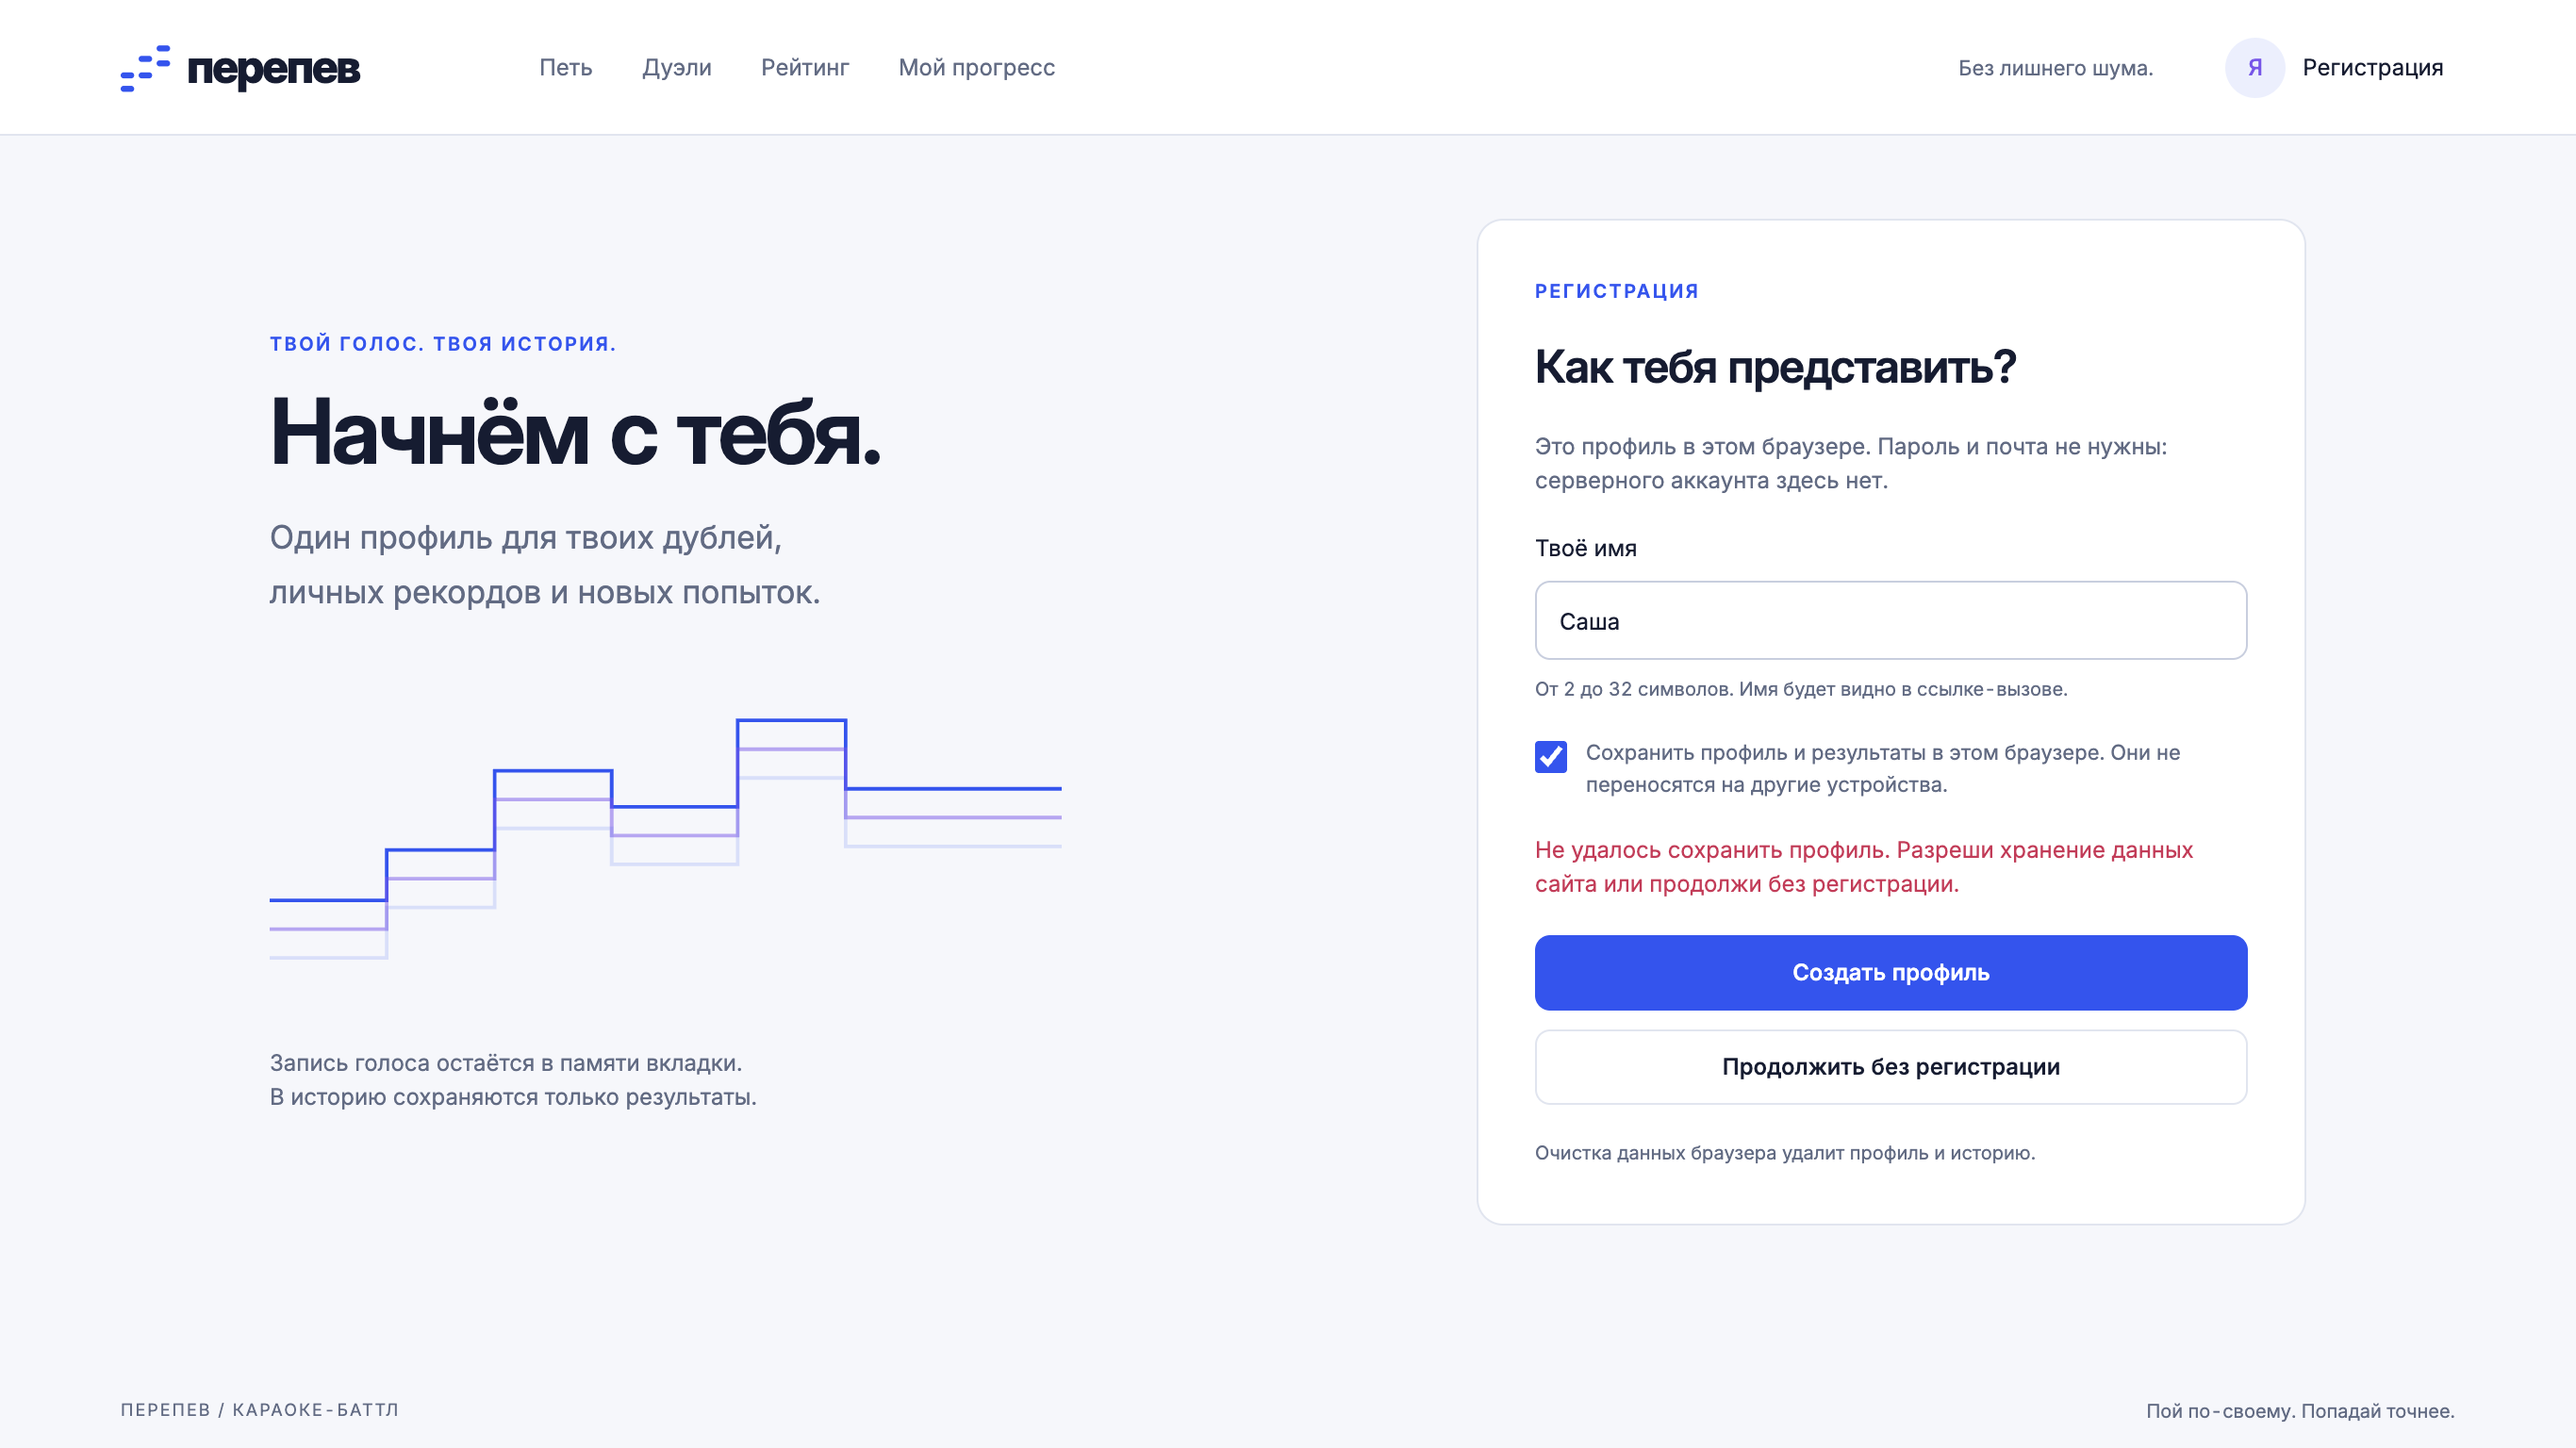 перепев
Петь
Дуэли
Рейтинг
Мой прогресс
Без лишнего шума.
Я
Регистрация
ТВОЙ ГОЛОС. ТВОЯ ИСТОРИЯ.
Начнём с тебя.
Один профиль для твоих дублей,
личных рекордов и новых попыток.
Запись голоса остаётся в памяти вкладки.
В историю сохраняются только результаты.
РЕГИСТРАЦИЯ
Как тебя представить?
Это профиль в этом браузере. Пароль и почта не нужны:
серверного аккаунта здесь нет.
Твоё имя
Саша
От 2 до 32 символов. Имя будет видно в ссылке-вызове.
Сохранить профиль и результаты в этом браузере. Они не
переносятся на другие устройства.
Не удалось сохранить профиль. Разреши хранение данных
сайта или продолжи без регистрации.
Создать профиль
Продолжить без регистрации
Очистка данных браузера удалит профиль и историю.
ПЕРЕПЕВ / КАРАОКЕ-БАТТЛ
Пой по-своему. Попадай точнее.